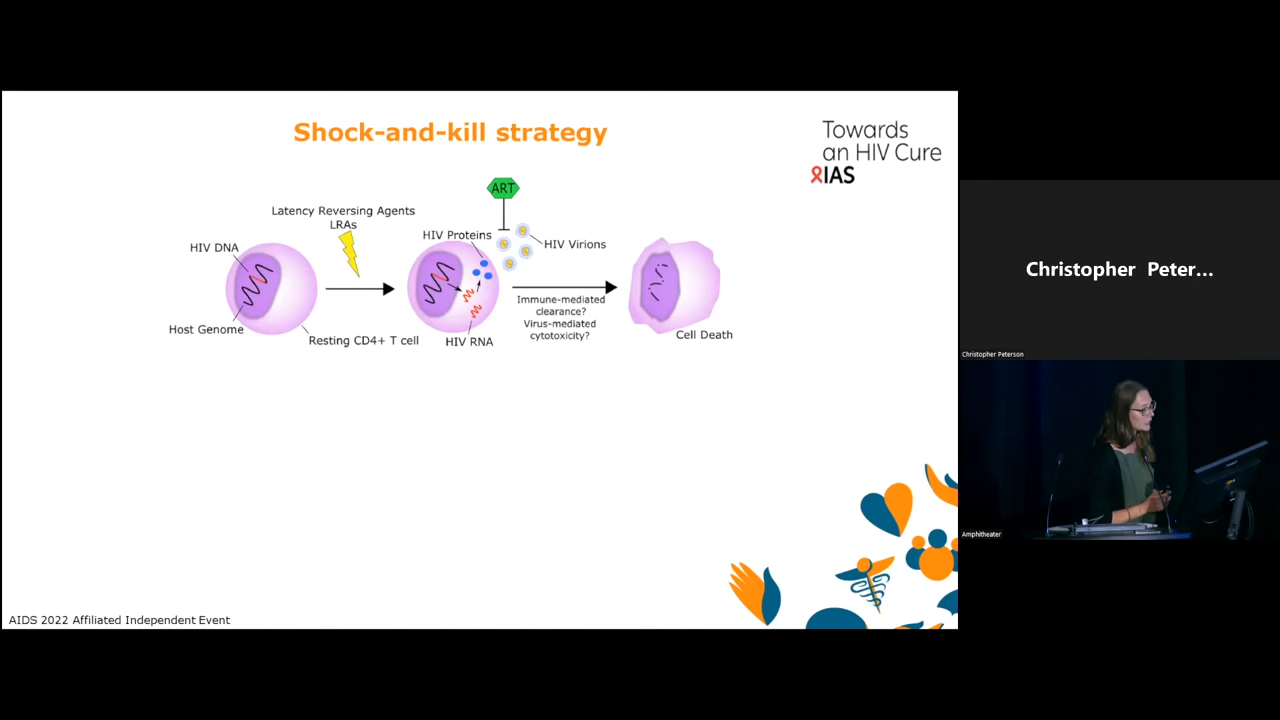 Shock-and-kill strategy
Towards
an HIV Cure
IAS
ART
Latency Reversing Agents
LRAs
HIV DNA
HIV Proteins
HIV Virions
Immune-mediated
clearance?
Virus-mediated
cytotoxicity?
Host Genome
Resting CD4+ T cell
HIV RNA
Cell Death
AIDS 2022 Affiliated Independent Event
Christopher Peter...
Christopher Peterson
Amphitheater